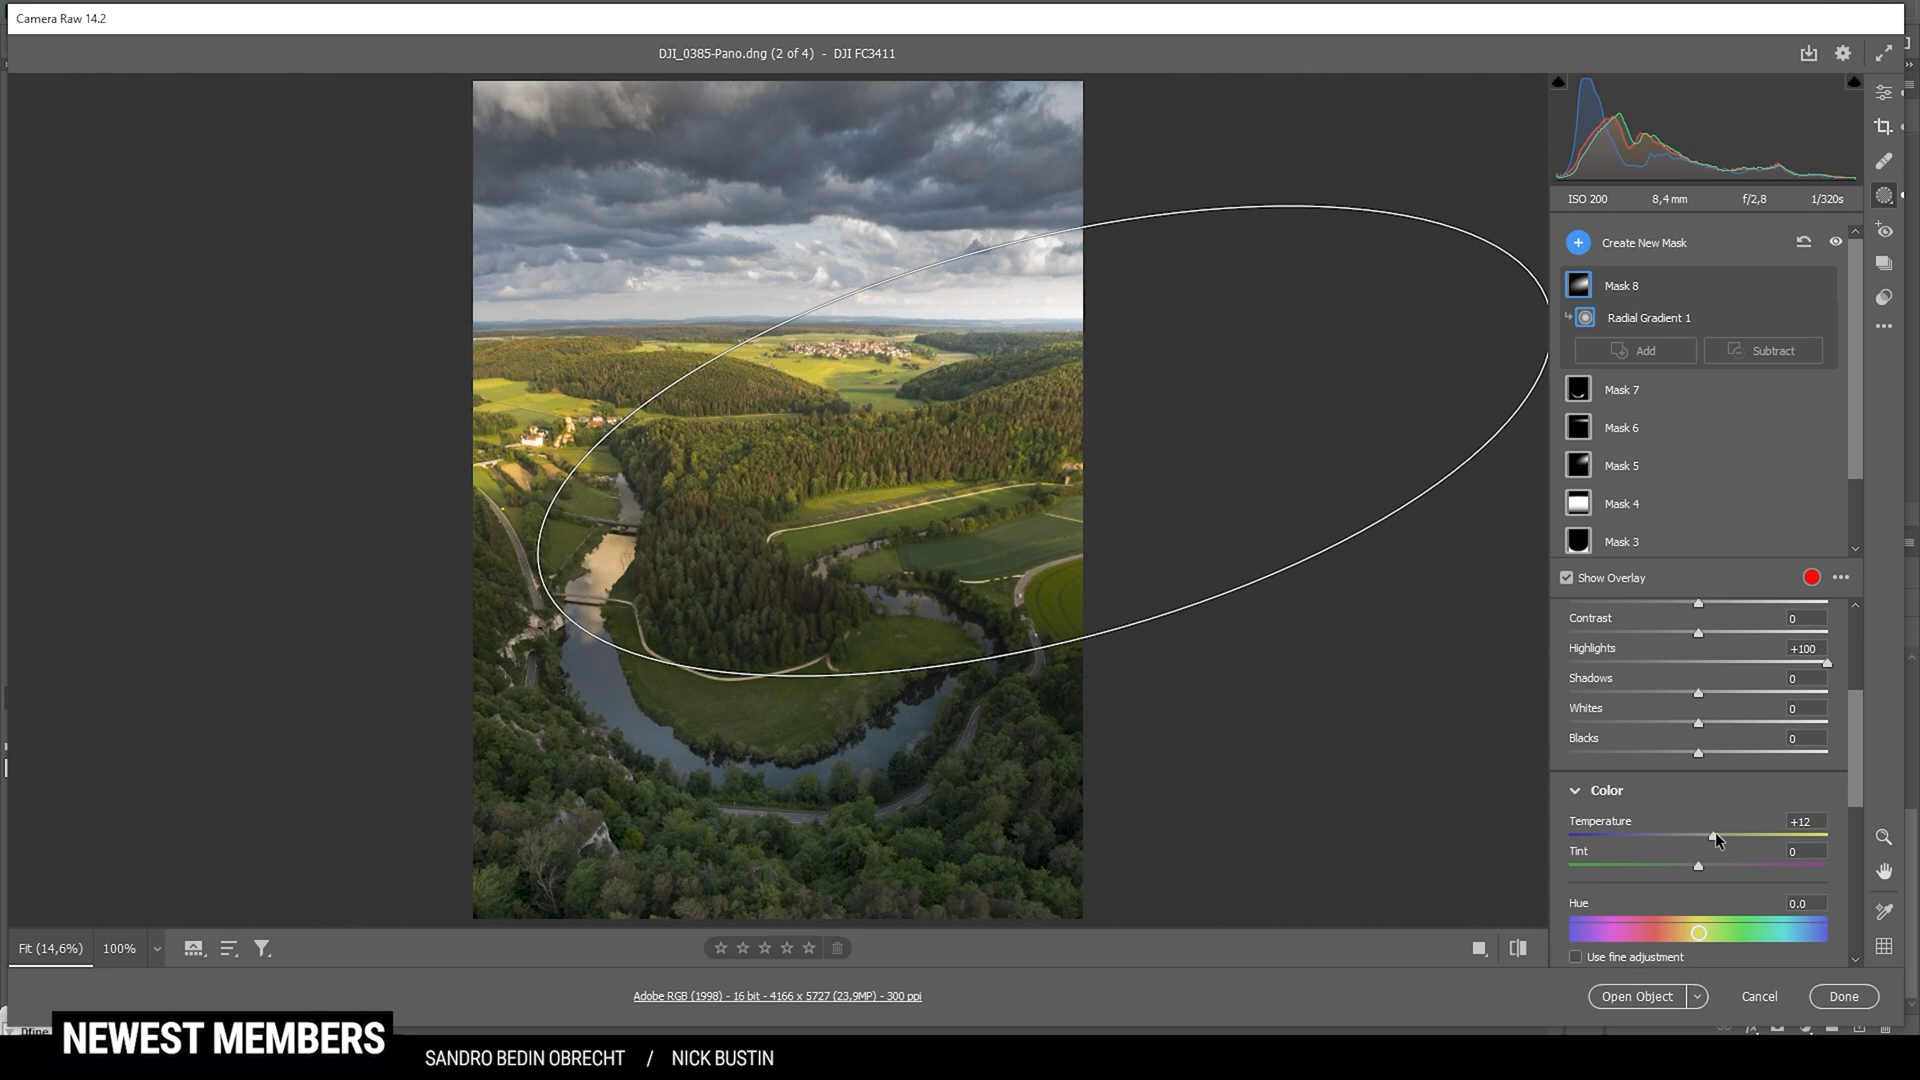 Camera Raw 14.2
DJI_0385-Pano.dng (2 of 4) - DJI FC3411
ISO 200 8,4 mm f/2,8 1/320s
Create New Mask
Mask 8
Radial Gradient 1
Add Subtract
Mask 7
Mask 6
Mask 5
Mask 4
Mask 3
Show Overlay
Contrast 0
Highlights +100
Shadows 0
Whites 0
Blacks 0
Color
Temperature +12
Tint 0
Hue 0.0
Use fine adjustment
Fit (14,6%) 100%
Adobe RGB (1998) - 16 bit - 4166 x 5727 (23,9MP) - 300 ppi
Open Object Cancel Done
Dfine
NEWEST MEMBERS
SANDRO BEDIN OBRECHT / NICK BUSTIN